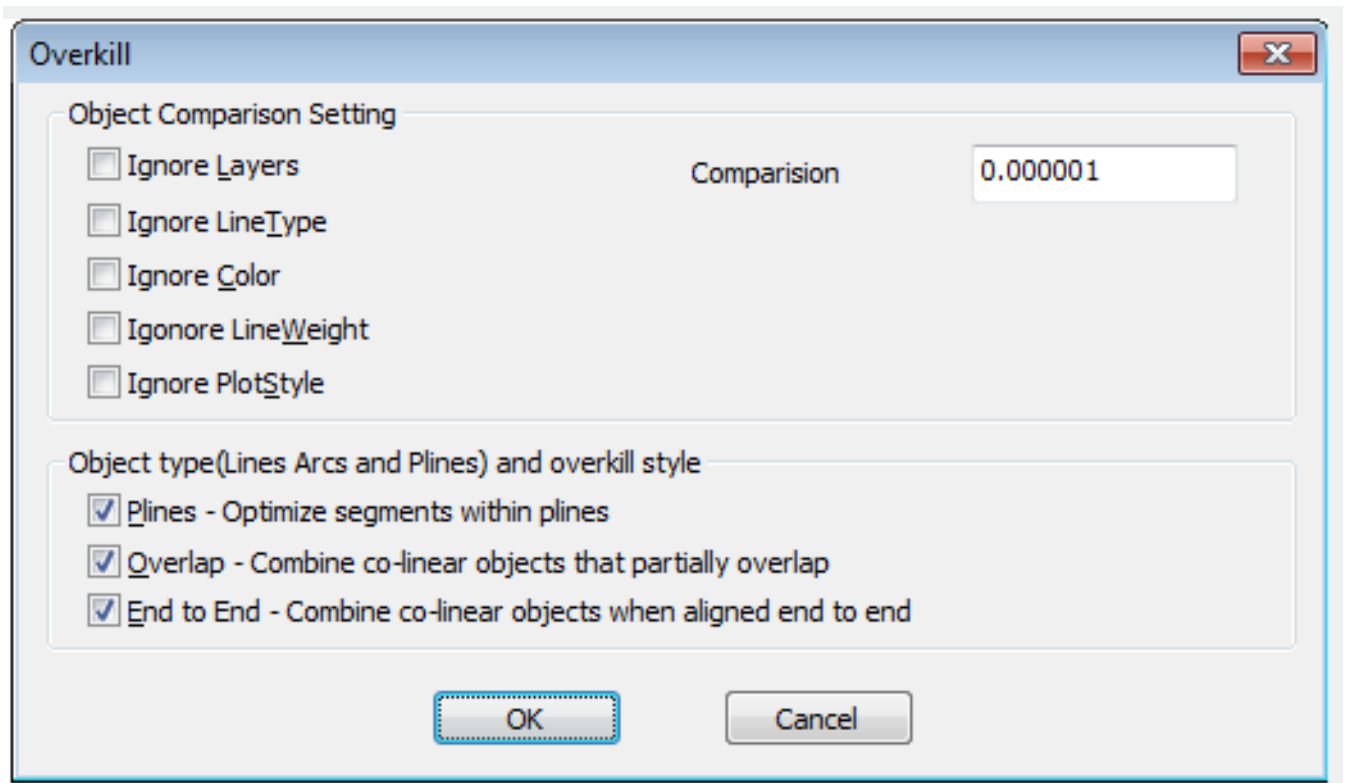 Overkill
Object Comparison Setting
Ignore Layers
Comparision 0.000001
Ignore LineType
Ignore Color
Igonore LineWeight
Ignore PlotStyle
Object type(Lines Arcs and Plines) and overkill style
Plines - Optimize segments within plines
Overlap - Combine co-linear objects that partially overlap
End to End - Combine co-linear objects when aligned end to end
OK Cancel